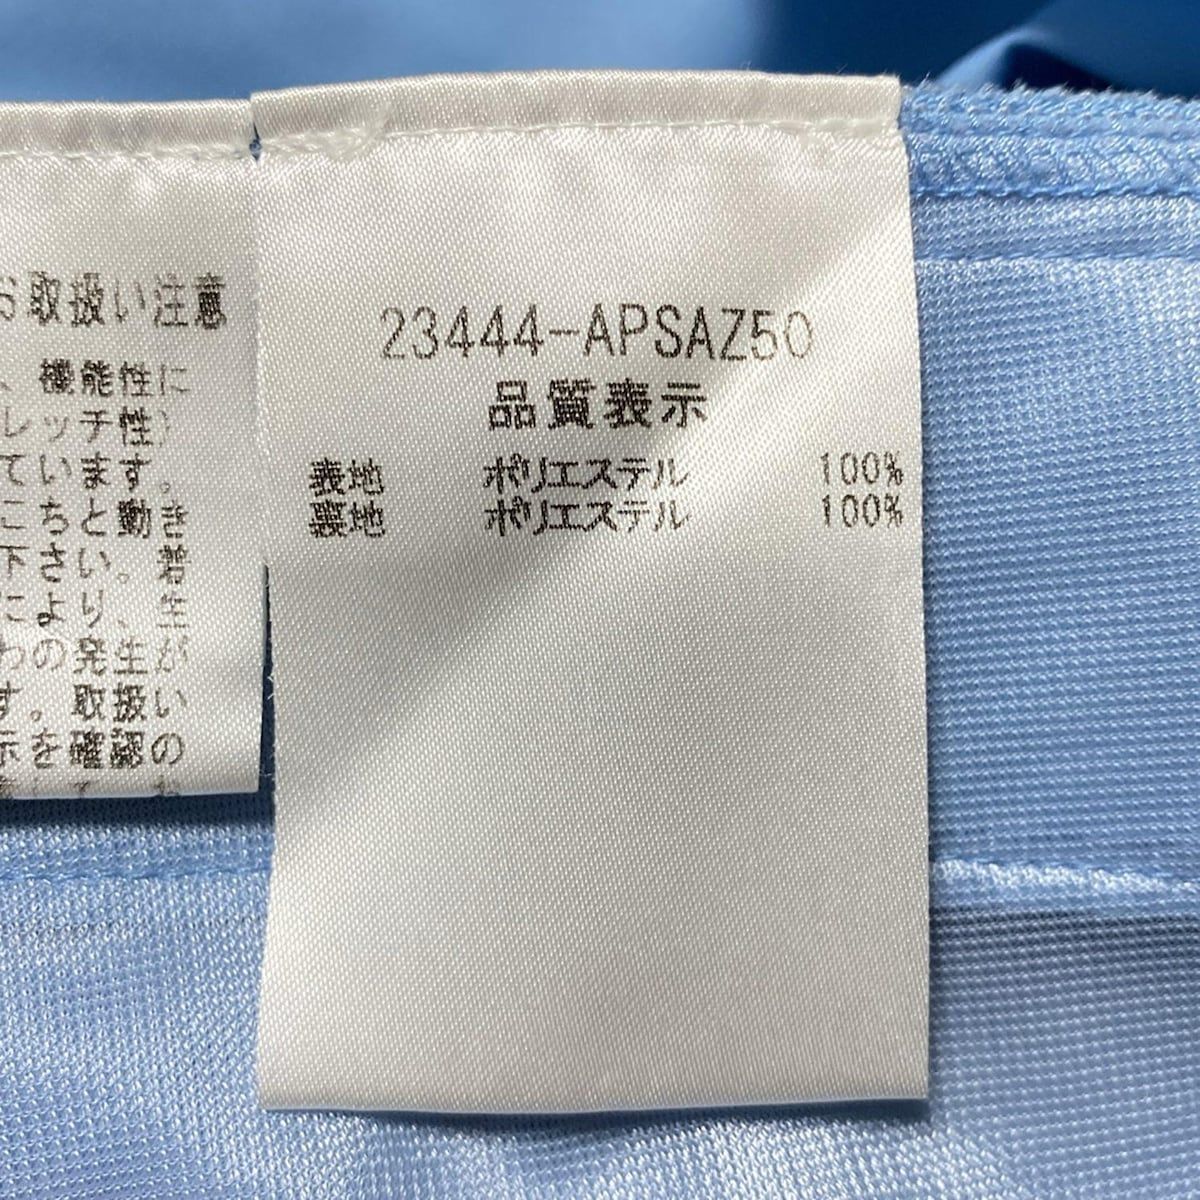 お取扱い注意
、機能性に
レッチ性)
ています。
こちと動き
下さい。着
により、生
わの発生が
す。取扱い
示を確認の
23444-APSAZ50
品質表示
表地 ポリエステル 100%
裏地 ポリエステル 100%